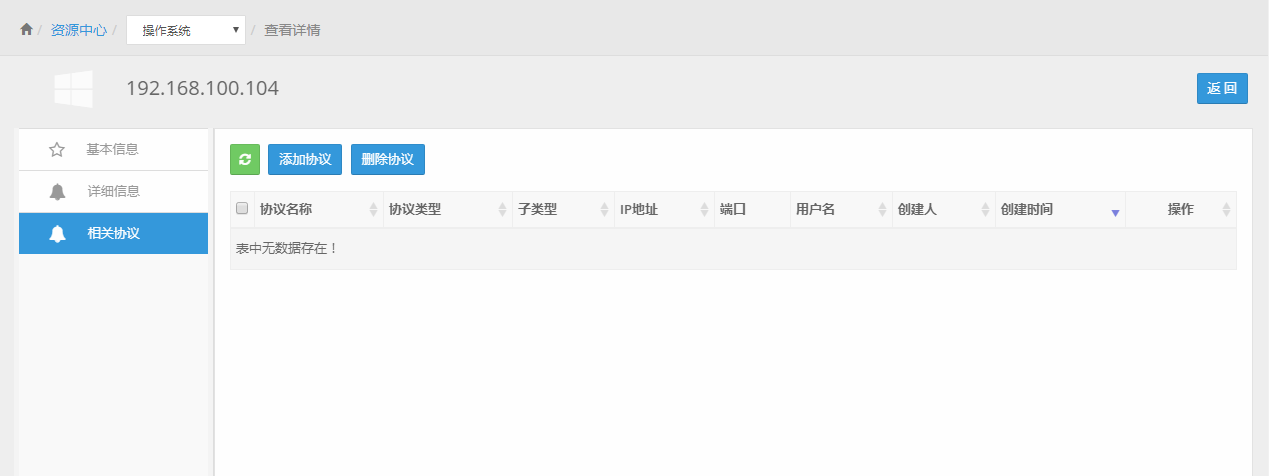 / 资源中心 / 操作系统 / 查看详情
192.168.100.104
返回
基本信息
详细信息
相关协议
添加协议 删除协议
协议名称 协议类型 子类型 IP地址 端口 用户名 创建人 创建时间 操作
表中无数据存在！